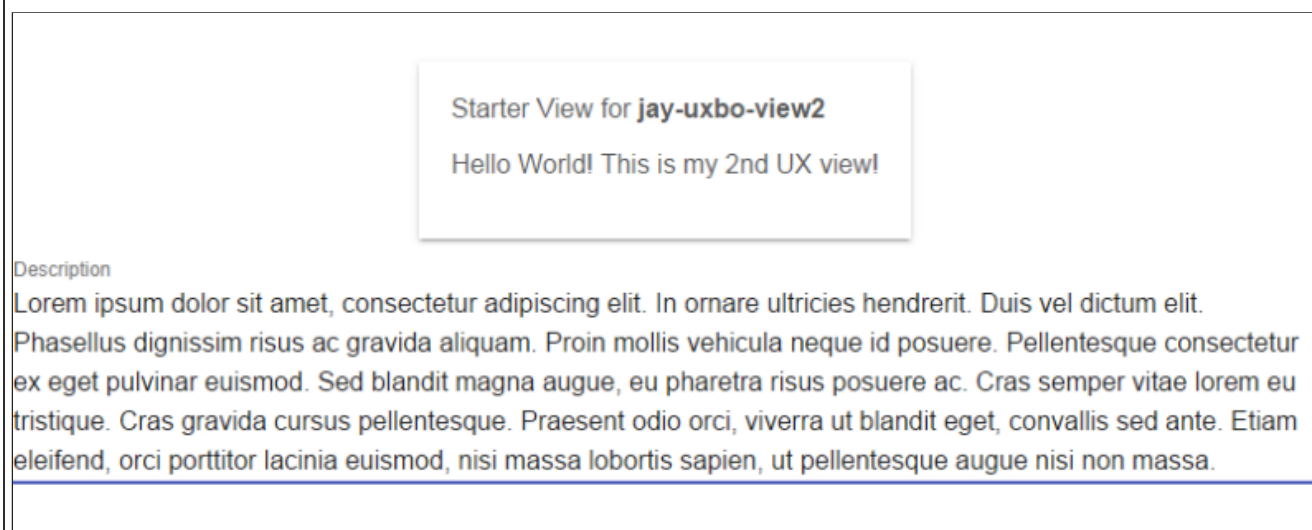 Starter View for jay-uxbo-view2
Hello World! This is my 2nd UX view!
Description
Lorem ipsum dolor sit amet, consectetur adipiscing elit. In ornare ultricies hendrerit. Duis vel dictum elit.
Phasellus dignissim risus ac gravida aliquam. Proin mollis vehicula neque id posuere. Pellentesque consectetur
ex eget pulvinar euismod. Sed blandit magna augue, eu pharetra risus posuere ac. Cras semper vitae lorem eu
tristique. Cras gravida cursus pellentesque. Praesent odio orci, viverra ut blandit eget, convallis sed ante. Etiam
eleifend, orci porttitor lacinia euismod, nisi massa lobortis sapien, ut pellentesque augue nisi non massa.